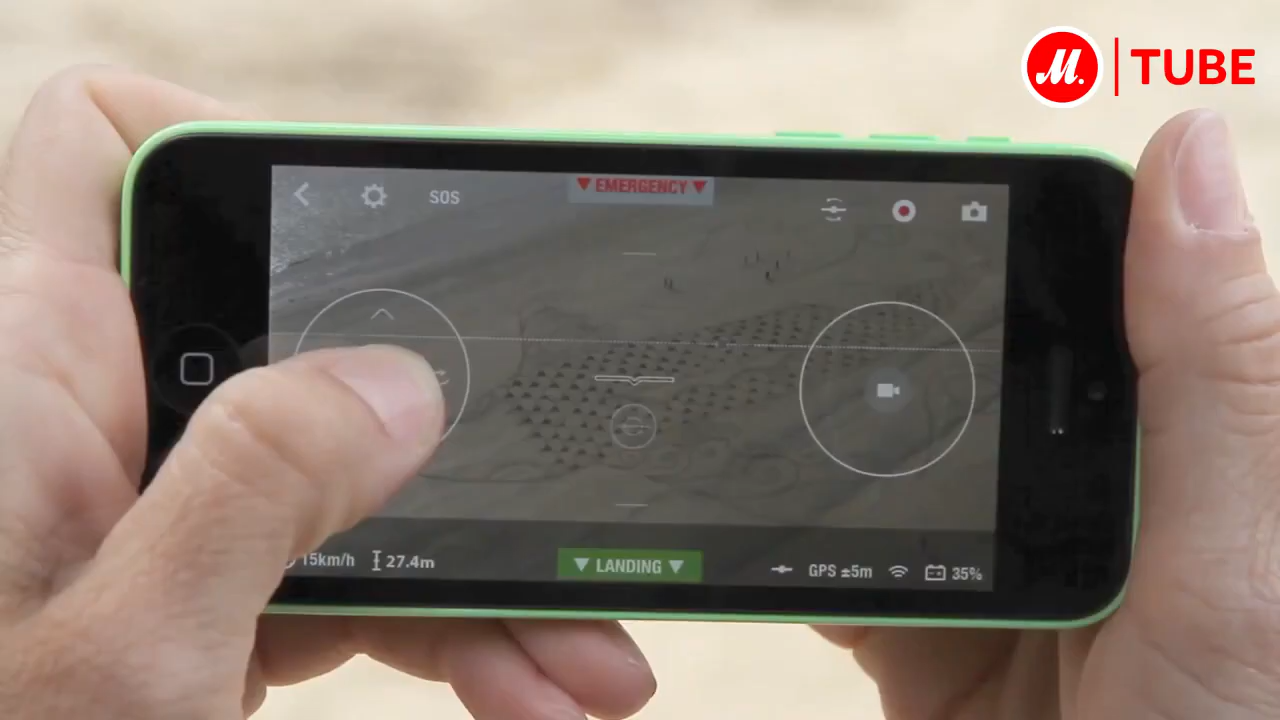 M. TUBE
SOS
▼ EMERGENCY ▼
15km/h 27.4m
▼ LANDING ▼
GPS ±5m
35%